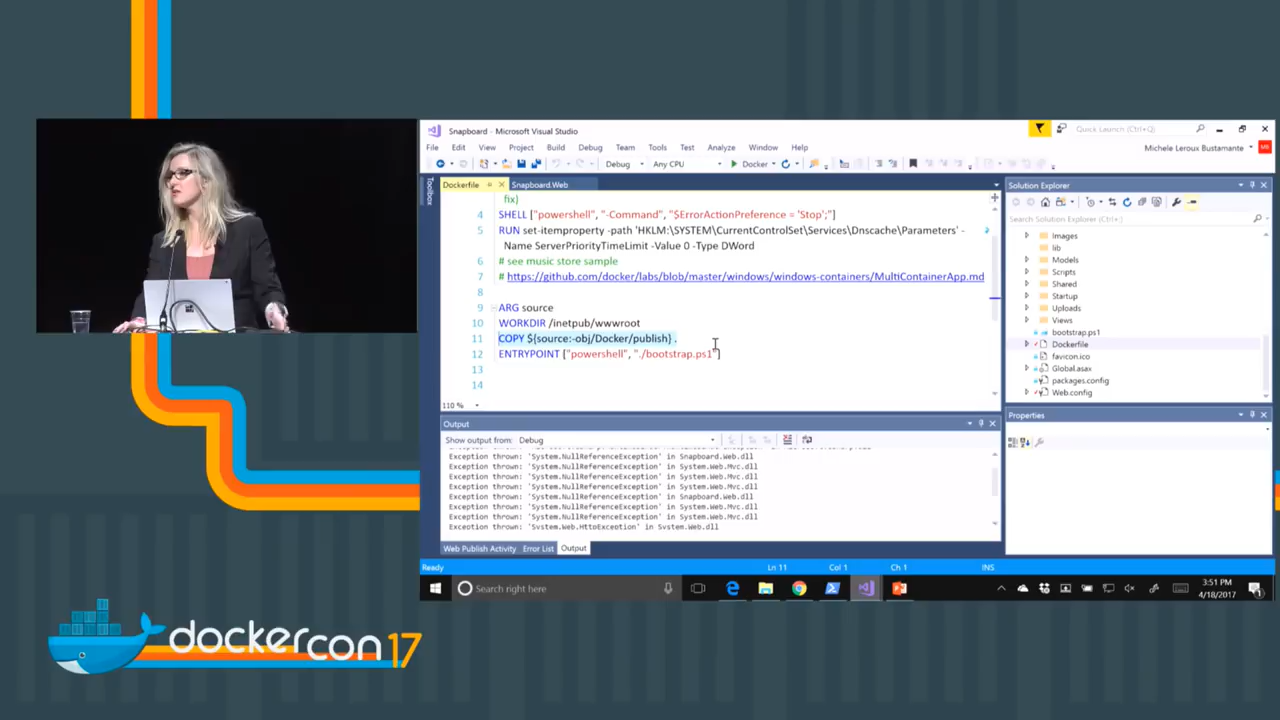 Snapboard - Microsoft Visual Studio
Quick Launch (Ctrl+Q)
File Edit View Project Build Debug Team Tools Test Analyze Window Help
Michele Leroux Bustamante
MB
Debug Any CPU Docker
Toolbox
Dockerfile Snapboard.Web
fix)
4 SHELL ["powershell", "-Command", "$ErrorActionPreference = 'Stop';"]
5 RUN set-itemproperty -path 'HKLM:\SYSTEM\CurrentControlSet\Services\Dnscache\Parameters' -
Name ServerPriorityTimeLimit -Value 0 -Type DWord
6 # see music store sample
7 # https://github.com/docker/labs/blob/master/windows/windows-containers/MultiContainerApp.md
8
9 ARG source
10 WORKDIR /inetpub/wwwroot
11 COPY ${source:-obj/Docker/publish} .
12 ENTRYPOINT ["powershell", "./bootstrap.ps1"]
13
14
110 %
Output
Show output from: Debug
Exception thrown: 'System.NullReferenceException' in Snapboard.Web.dll
Exception thrown: 'System.NullReferenceException' in System.Web.Mvc.dll
Exception thrown: 'System.NullReferenceException' in System.Web.Mvc.dll
Exception thrown: 'System.NullReferenceException' in System.Web.Mvc.dll
Exception thrown: 'System.NullReferenceException' in Snapboard.Web.dll
Exception thrown: 'System.NullReferenceException' in System.Web.Mvc.dll
Exception thrown: 'System.NullReferenceException' in System.Web.Mvc.dll
Exception thrown: 'System.Web.HttpException' in System.Web.dll
Web Publish Activity Error List Output
Solution Explorer
Search Solution Explorer (Ctrl+;)
Images
lib
Models
Scripts
Shared
Startup
Uploads
Views
bootstrap.ps1
Dockerfile
favicon.ico
Global.asax
packages.config
Web.config
Properties
Ready Ln 11 Col 1 Ch 1 INS
Search right here
3:51 PM
4/18/2017
dockercon 17